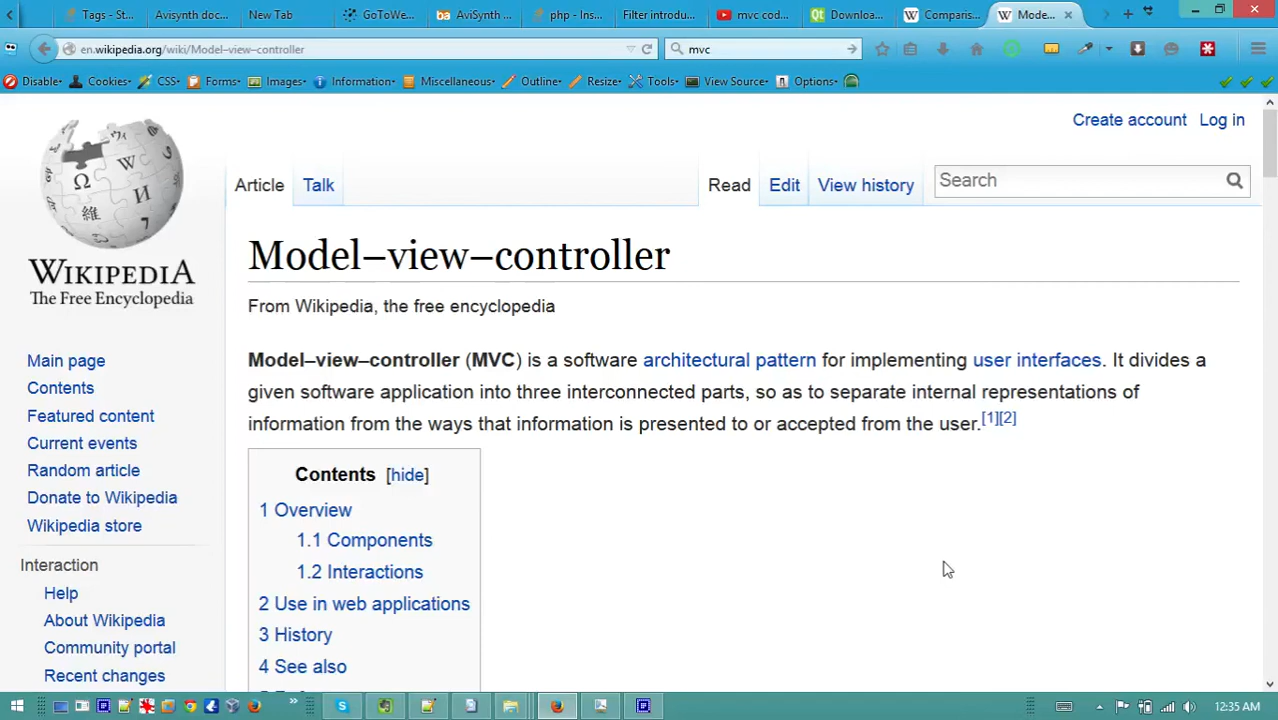 Tags - St...
Avisynth doc...
New Tab
GoToWe...
AviSynth ...
php - Ins...
Filter introdu...
mvc cod...
Downloa...
Comparis...
Mode...
en.wikipedia.org/wiki/Model–view–controller
mvc
Disable
Cookies
CSS
Forms
Images
Information
Miscellaneous
Outline
Resize
Tools
View Source
Options
Create account
Log in
Article
Talk
Read
Edit
View history
Search
WIKIPEDIA
The Free Encyclopedia
Model–view–controller
From Wikipedia, the free encyclopedia
Model–view–controller (MVC) is a software architectural pattern for implementing user interfaces. It divides a
given software application into three interconnected parts, so as to separate internal representations of
information from the ways that information is presented to or accepted from the user.[1][2]
Contents [hide]
1 Overview
1.1 Components
1.2 Interactions
2 Use in web applications
3 History
4 See also
Main page
Contents
Featured content
Current events
Random article
Donate to Wikipedia
Wikipedia store
Interaction
Help
About Wikipedia
Community portal
Recent changes
12:35 AM